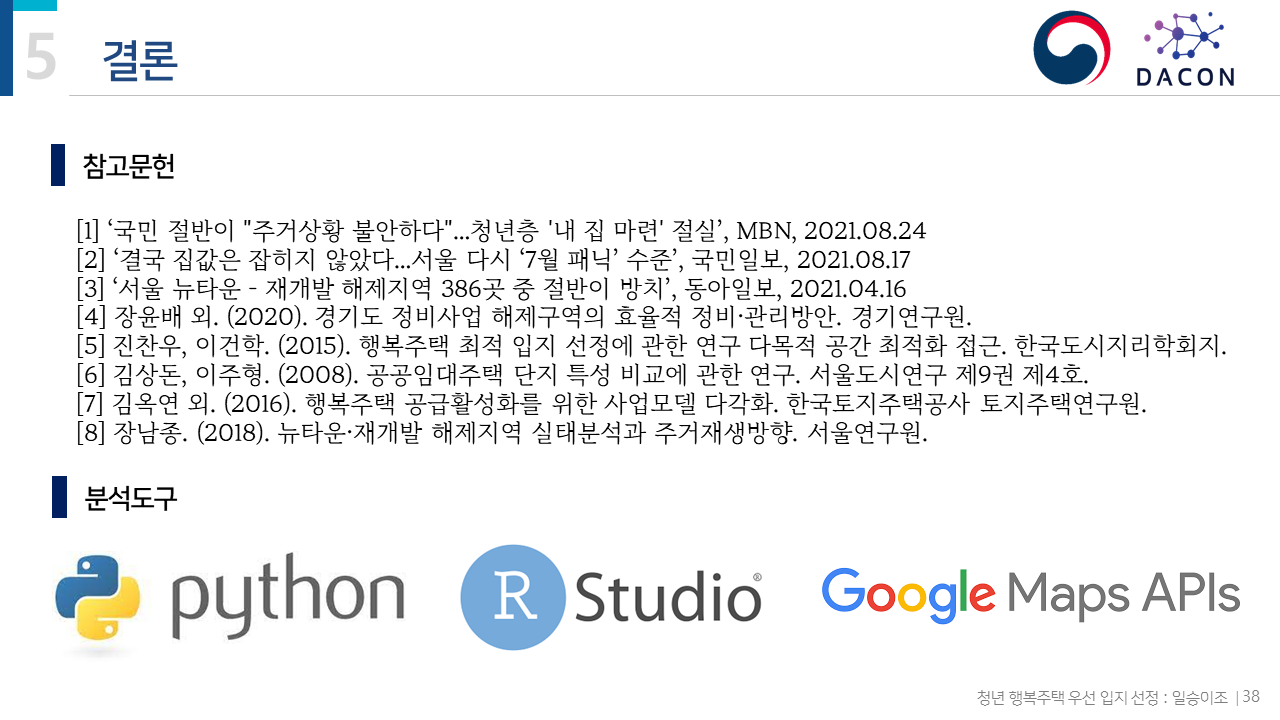 5
결론
DACON
참고문헌
[1] ‘국민 절반이 "주거상황 불안하다"...청년층 '내 집 마련' 절실’, MBN, 2021.08.24
[2] ‘결국 집값은 잡히지 않았다...서울 다시 ‘7월 패닉’ 수준’, 국민일보, 2021.08.17
[3] ‘서울 뉴타운 - 재개발 해제지역 386곳 중 절반이 방치’, 동아일보, 2021.04.16
[4] 장윤배 외. (2020). 경기도 정비사업 해제구역의 효율적 정비·관리방안. 경기연구원.
[5] 진찬우, 이건학. (2015). 행복주택 최적 입지 선정에 관한 연구 다목적 공간 최적화 접근. 한국도시지리학회지.
[6] 김상돈, 이주형. (2008). 공공임대주택 단지 특성 비교에 관한 연구. 서울도시연구 제9권 제4호.
[7] 김옥연 외. (2016). 행복주택 공급활성화를 위한 사업모델 다각화. 한국토지주택공사 토지주택연구원.
[8] 장남종. (2018). 뉴타운·재개발 해제지역 실태분석과 주거재생방향. 서울연구원.
분석도구
python
R Studio®
Google Maps APIs
청년 행복주택 우선 입지 선정 : 일승이조 | 38